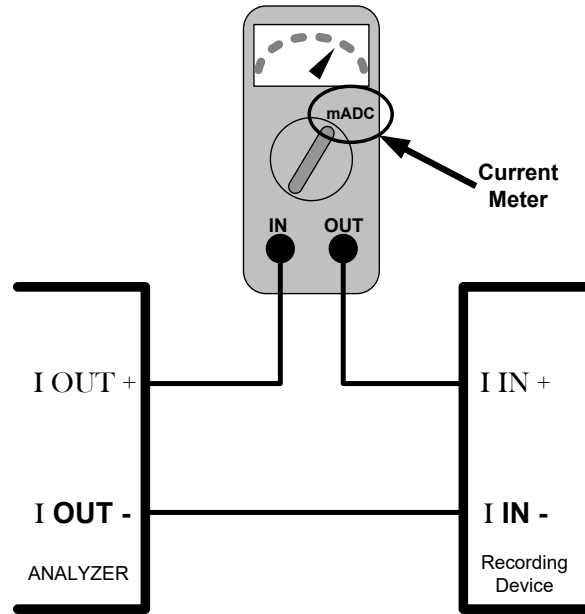 mADC
Current
Meter
IN OUT
I OUT +
I IN +
I OUT -
I IN -
ANALYZER
Recording
Device